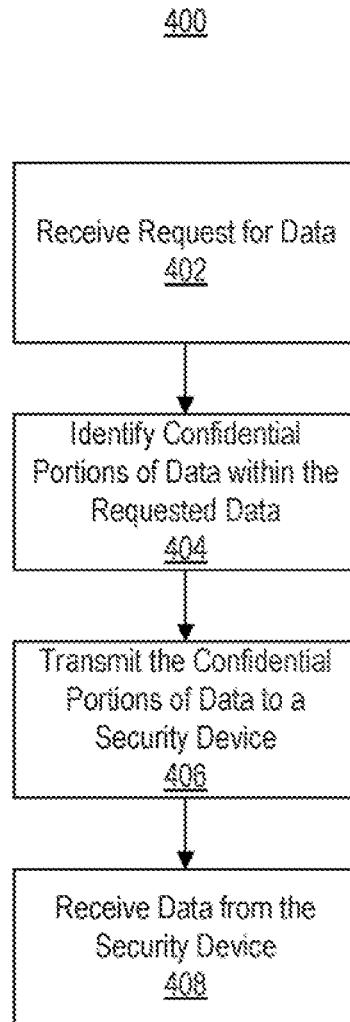 400
Receive Request for Data
402
Identify Confidential
Portions of Data within the
Requested Data
404
Transmit the Confidential
Portions of Data to a
Security Device
406
Receive Data from the
Security Device
408